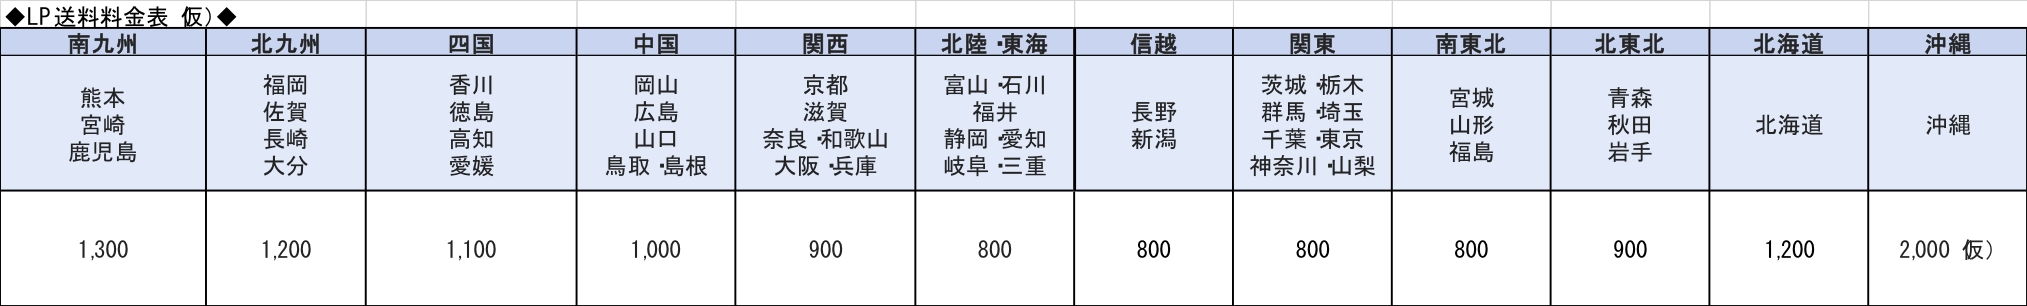 ◆LP送料料金表 仮）◆
南九州 北九州 四国 中国 関西 北陸・東海 信越 関東 南東北 北東北 北海道 沖縄
熊本
宮崎
鹿児島
福岡
佐賀
長崎
大分
香川
徳島
高知
愛媛
岡山
広島
山口
鳥取・島根
京都
滋賀
奈良・和歌山
大阪・兵庫
富山・石川
福井
静岡・愛知
岐阜・三重
長野
新潟
茨城・栃木
群馬・埼玉
千葉・東京
神奈川・山梨
宮城
山形
福島
青森
秋田
岩手
北海道
沖縄
1,300 1,200 1,100 1,000 900 800 800 800 800 900 1,200 2,000 仮）